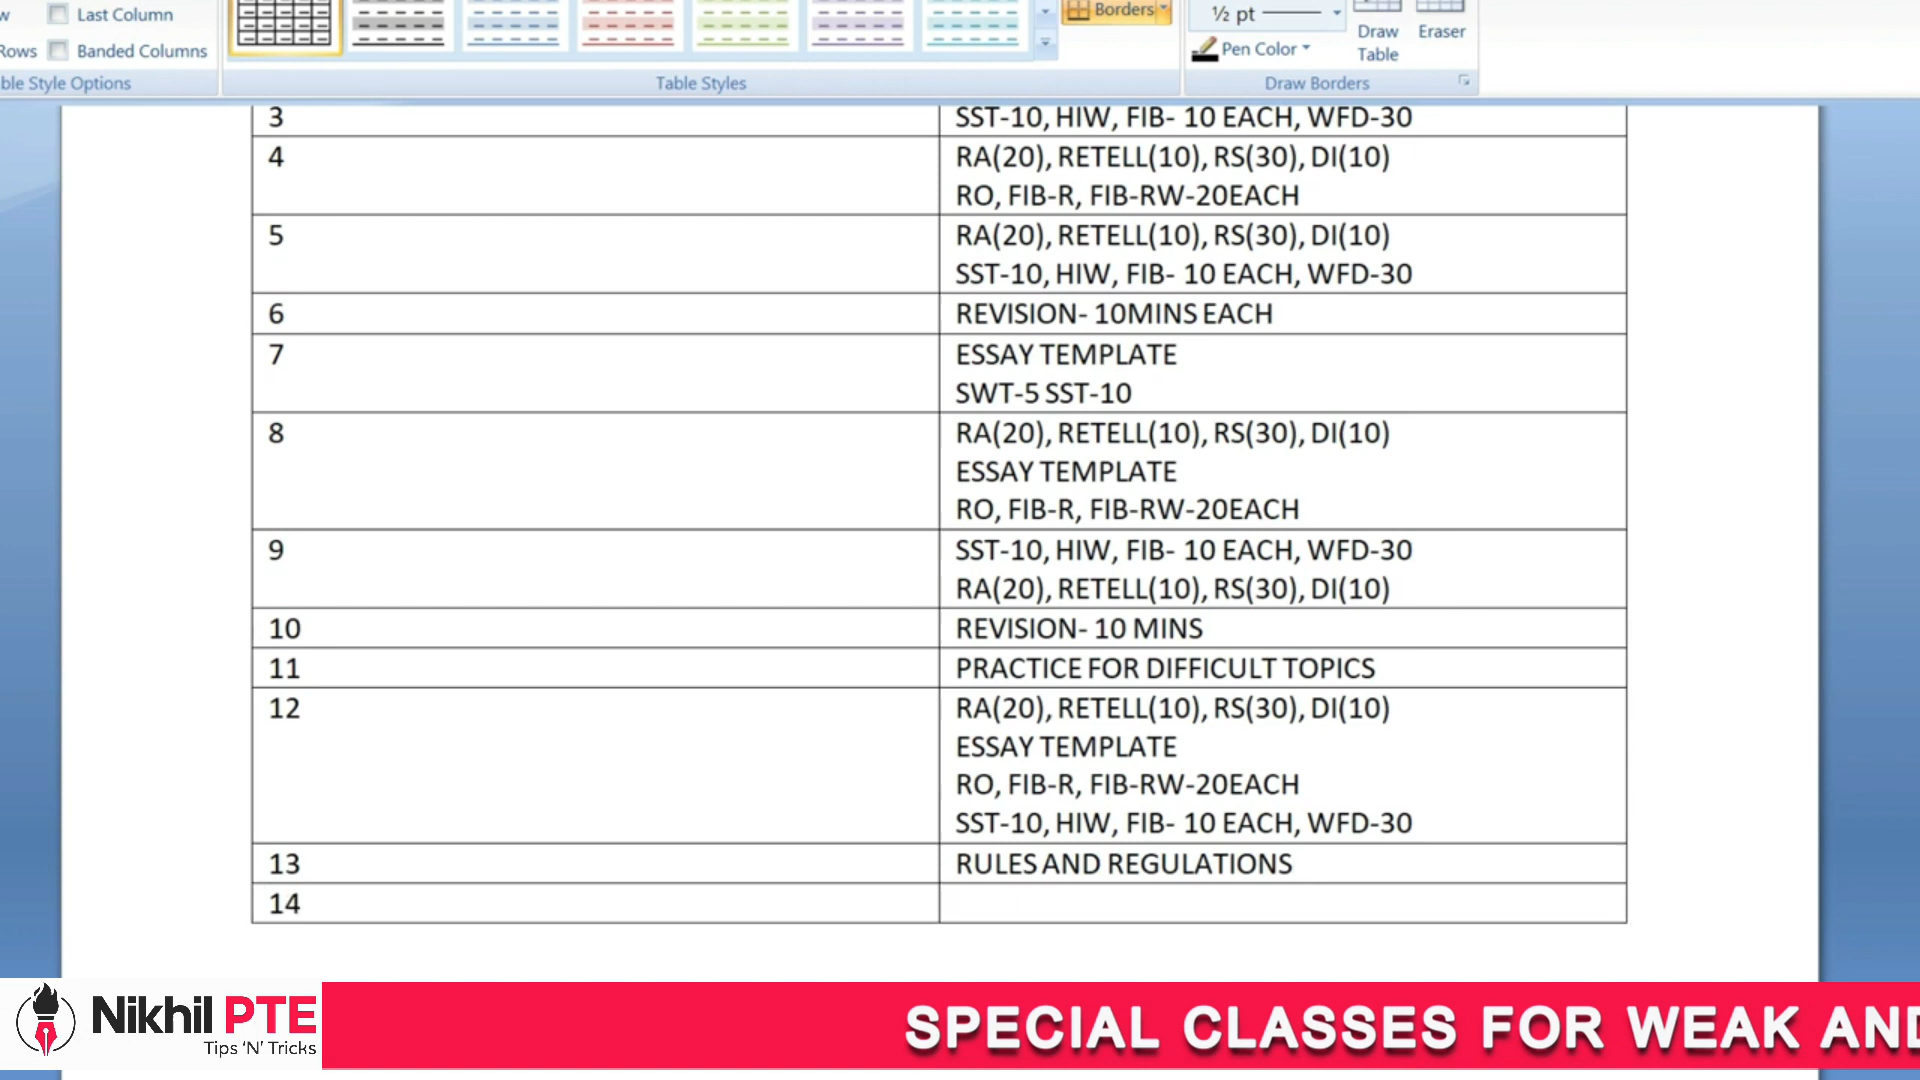 Last Column
Borders
½ pt
Rows
Banded Columns
Pen Color
Draw
Table
Eraser
ble Style Options
Table Styles
Draw Borders
3
SST-10, HIW, FIB- 10 EACH, WFD-30
4
RA(20), RETELL(10), RS(30), DI(10)
RO, FIB-R, FIB-RW-20EACH
5
RA(20), RETELL(10), RS(30), DI(10)
SST-10, HIW, FIB- 10 EACH, WFD-30
6
REVISION- 10MINS EACH
7
ESSAY TEMPLATE
SWT-5 SST-10
8
RA(20), RETELL(10), RS(30), DI(10)
ESSAY TEMPLATE
RO, FIB-R, FIB-RW-20EACH
9
SST-10, HIW, FIB- 10 EACH, WFD-30
RA(20), RETELL(10), RS(30), DI(10)
10
REVISION- 10 MINS
11
PRACTICE FOR DIFFICULT TOPICS
12
RA(20), RETELL(10), RS(30), DI(10)
ESSAY TEMPLATE
RO, FIB-R, FIB-RW-20EACH
SST-10, HIW, FIB- 10 EACH, WFD-30
13
RULES AND REGULATIONS
14
Nikhil PTE
Tips 'N' Tricks
SPECIAL CLASSES FOR WEAK AND